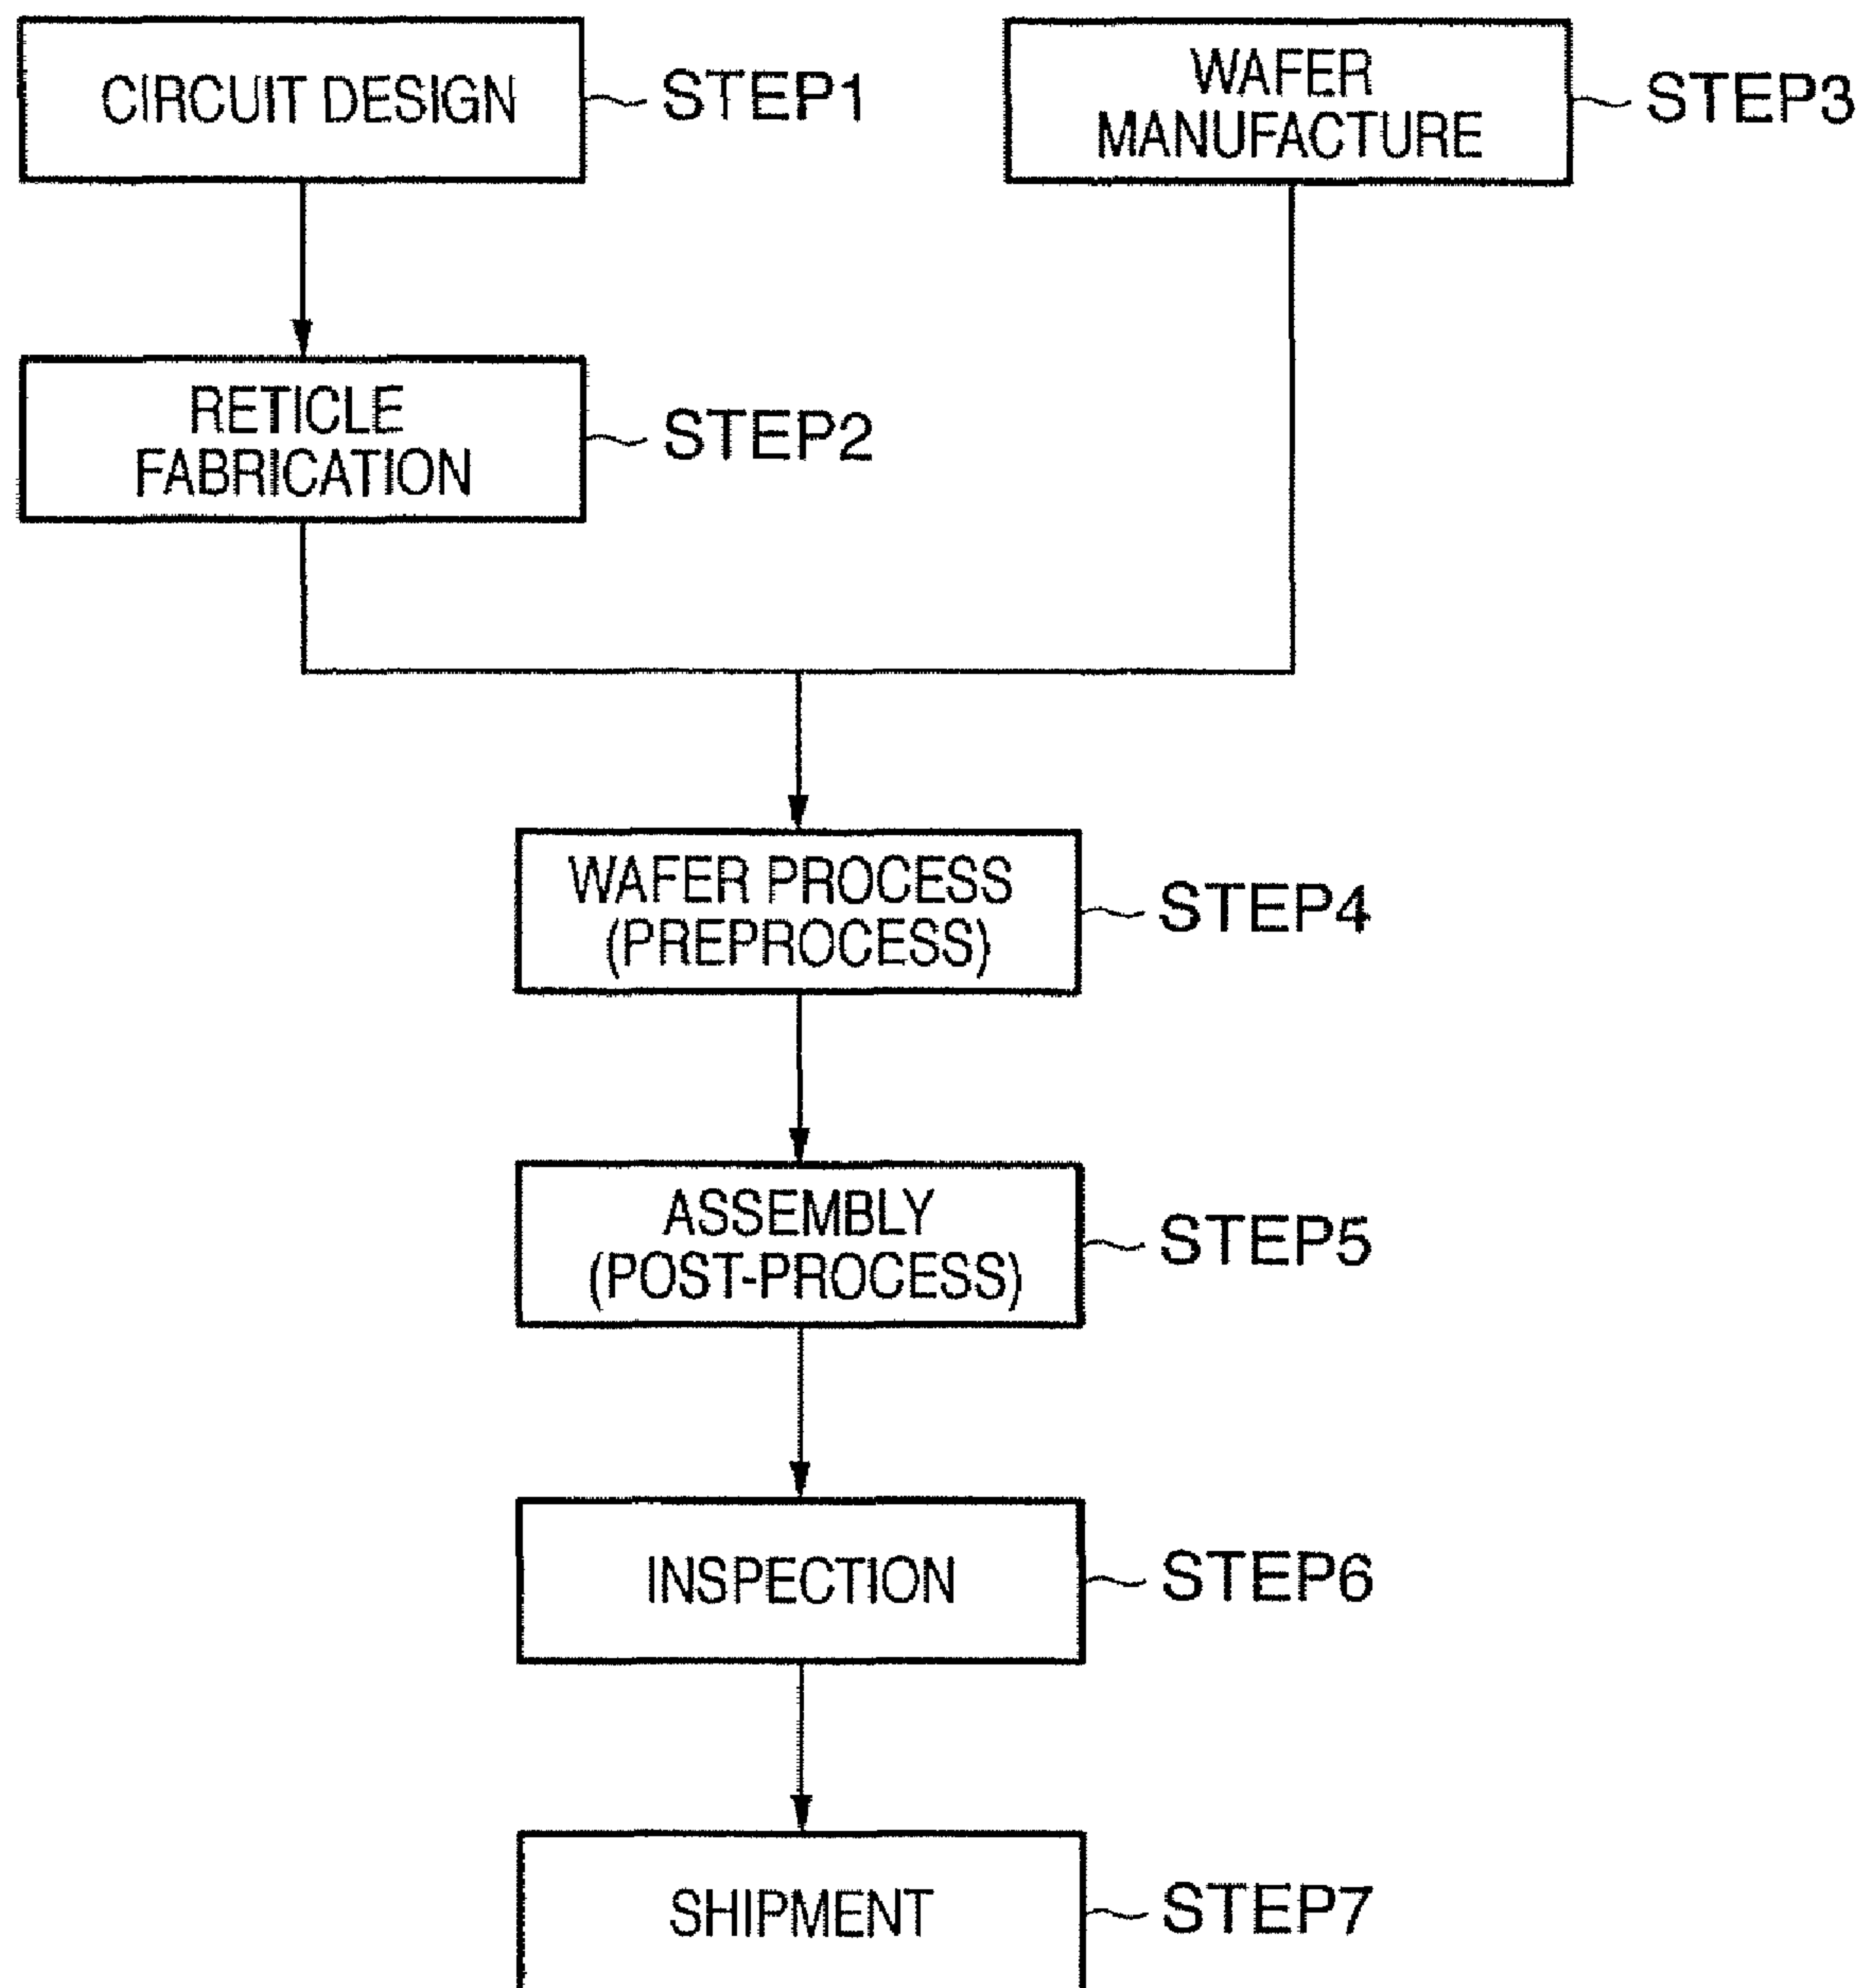 CIRCUIT DESIGN
STEP1
WAFER
MANUFACTURE
STEP3
RETICLE
FABRICATION
STEP2
WAFER PROCESS
(PREPROCESS)
STEP4
ASSEMBLY
(POST-PROCESS)
STEP5
INSPECTION
STEP6
SHIPMENT
STEP7